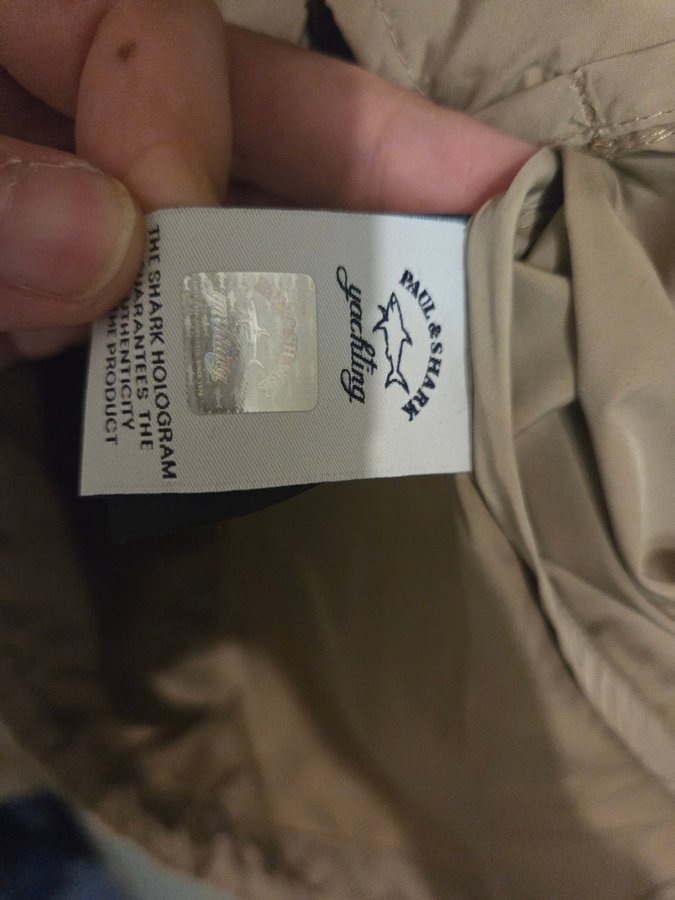 PAUL & SHARK
yachting
THE SHARK HOLOGRAM
GUARANTEES THE
AUTHENTICITY
THE PRODUCT